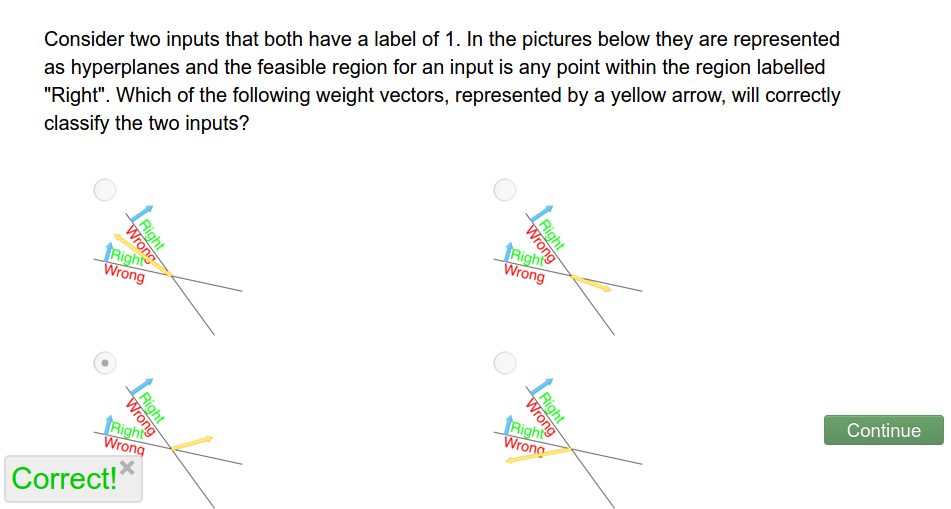 Consider two inputs that both have a label of 1. In the pictures below they are represented
as hyperplanes and the feasible region for an input is any point within the region labelled
"Right". Which of the following weight vectors, represented by a yellow arrow, will correctly
classify the two inputs?
Right
Wrong
Right
Wrong
Right
Wrong
Right
Wrong
Right
Wrong
Right
Wrong
Right
Wrong
Right
Wrong
Continue
Correct!